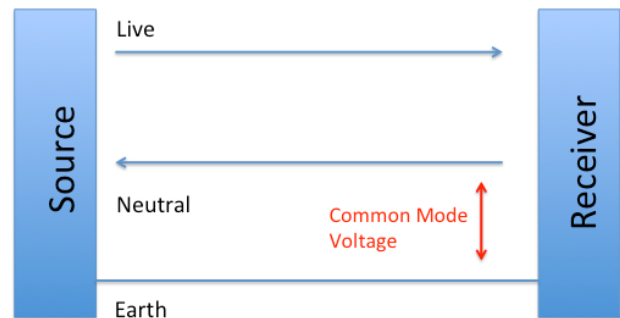 Live
Source
Receiver
Neutral
Common Mode
Voltage
Earth